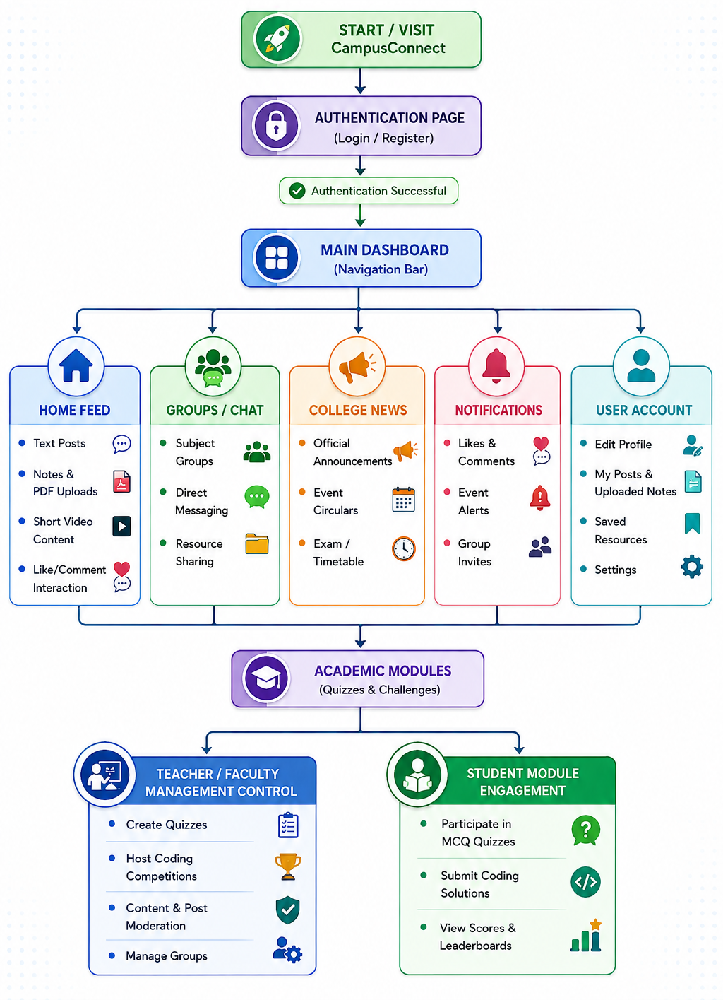 START / VISIT
CampusConnect
AUTHENTICATION PAGE
(Login / Register)
Authentication Successful
MAIN DASHBOARD
(Navigation Bar)
HOME FEED
Text Posts
Notes &
PDF Uploads
Short Video
Content
Like/Comment
Interaction
GROUPS / CHAT
Subject
Groups
Direct
Messaging
Resource
Sharing
COLLEGE NEWS
Official
Announcements
Event
Circulars
Exam /
Timetable
NOTIFICATIONS
Likes &
Comments
Event
Alerts
Group
Invites
USER ACCOUNT
Edit Profile
My Posts &
Uploaded Notes
Saved
Resources
Settings
ACADEMIC MODULES
(Quizzes & Challenges)
TEACHER / FACULTY
MANAGEMENT CONTROL
Create Quizzes
Host Coding
Competitions
Content & Post
Moderation
Manage Groups
STUDENT MODULE
ENGAGEMENT
Participate in
MCQ Quizzes
Submit Coding
Solutions
View Scores &
Leaderboards